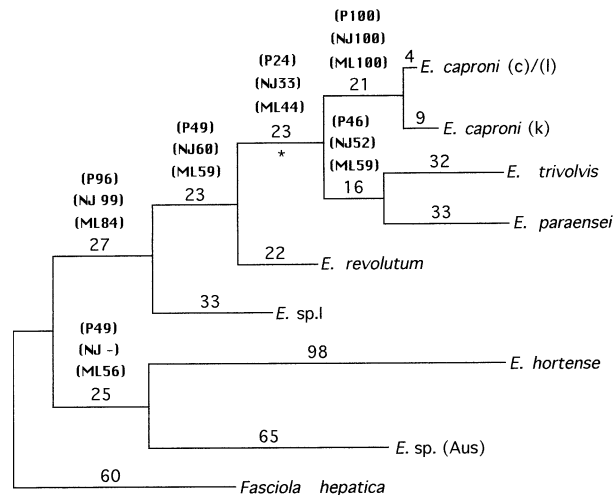 (P100)
(NJ100)
(ML100)
21
(P24)
(NJ33)
(ML44)
23
*
4
E. caproni (c)/(l)
9
E. caproni (k)
(P46)
(NJ52)
(ML59)
16
32
E. trivolvis
33
E. paraensei
(P49)
(NJ60)
(ML59)
23
22
E. revolutum
(P96)
(NJ 99)
(ML84)
27
33
E. sp.I
(P49)
(NJ -)
(ML56)
25
98
E. hortense
65
E. sp. (Aus)
60
Fasciola hepatica